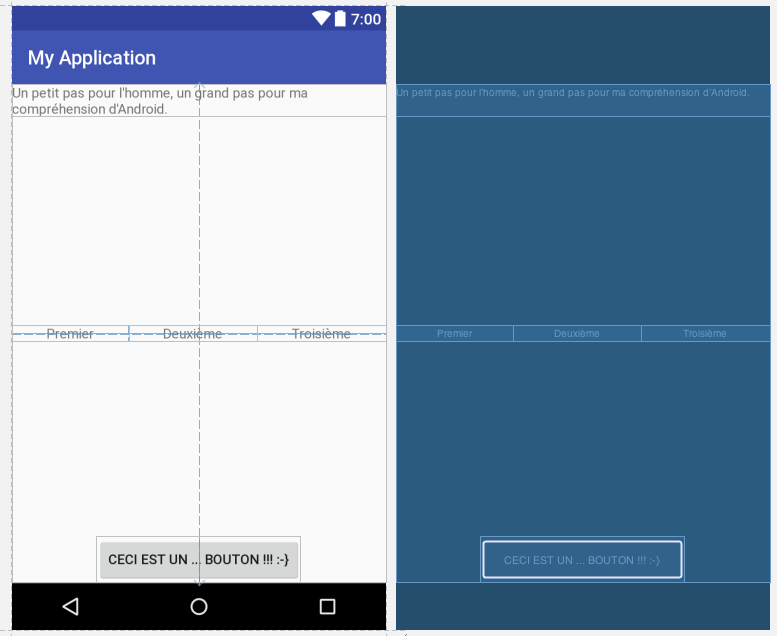 7:00
My Application
Un petit pas pour l'homme, un grand pas pour ma
compréhension d'Android.
Premier Deuxième Troisième
CECI EST UN ... BOUTON !!! :-}
Un petit pas pour l'homme, un grand pas pour ma compréhension d'Android.
Premier Deuxième Troisième
CECI EST UN ... BOUTON !!! :-}